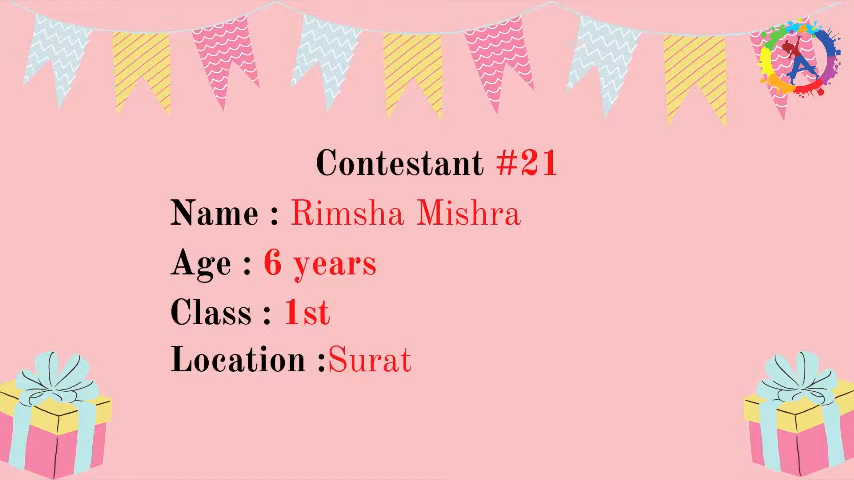 Contestant #21
Name : Rimsha Mishra
Age : 6 years
Class : 1st
Location :Surat